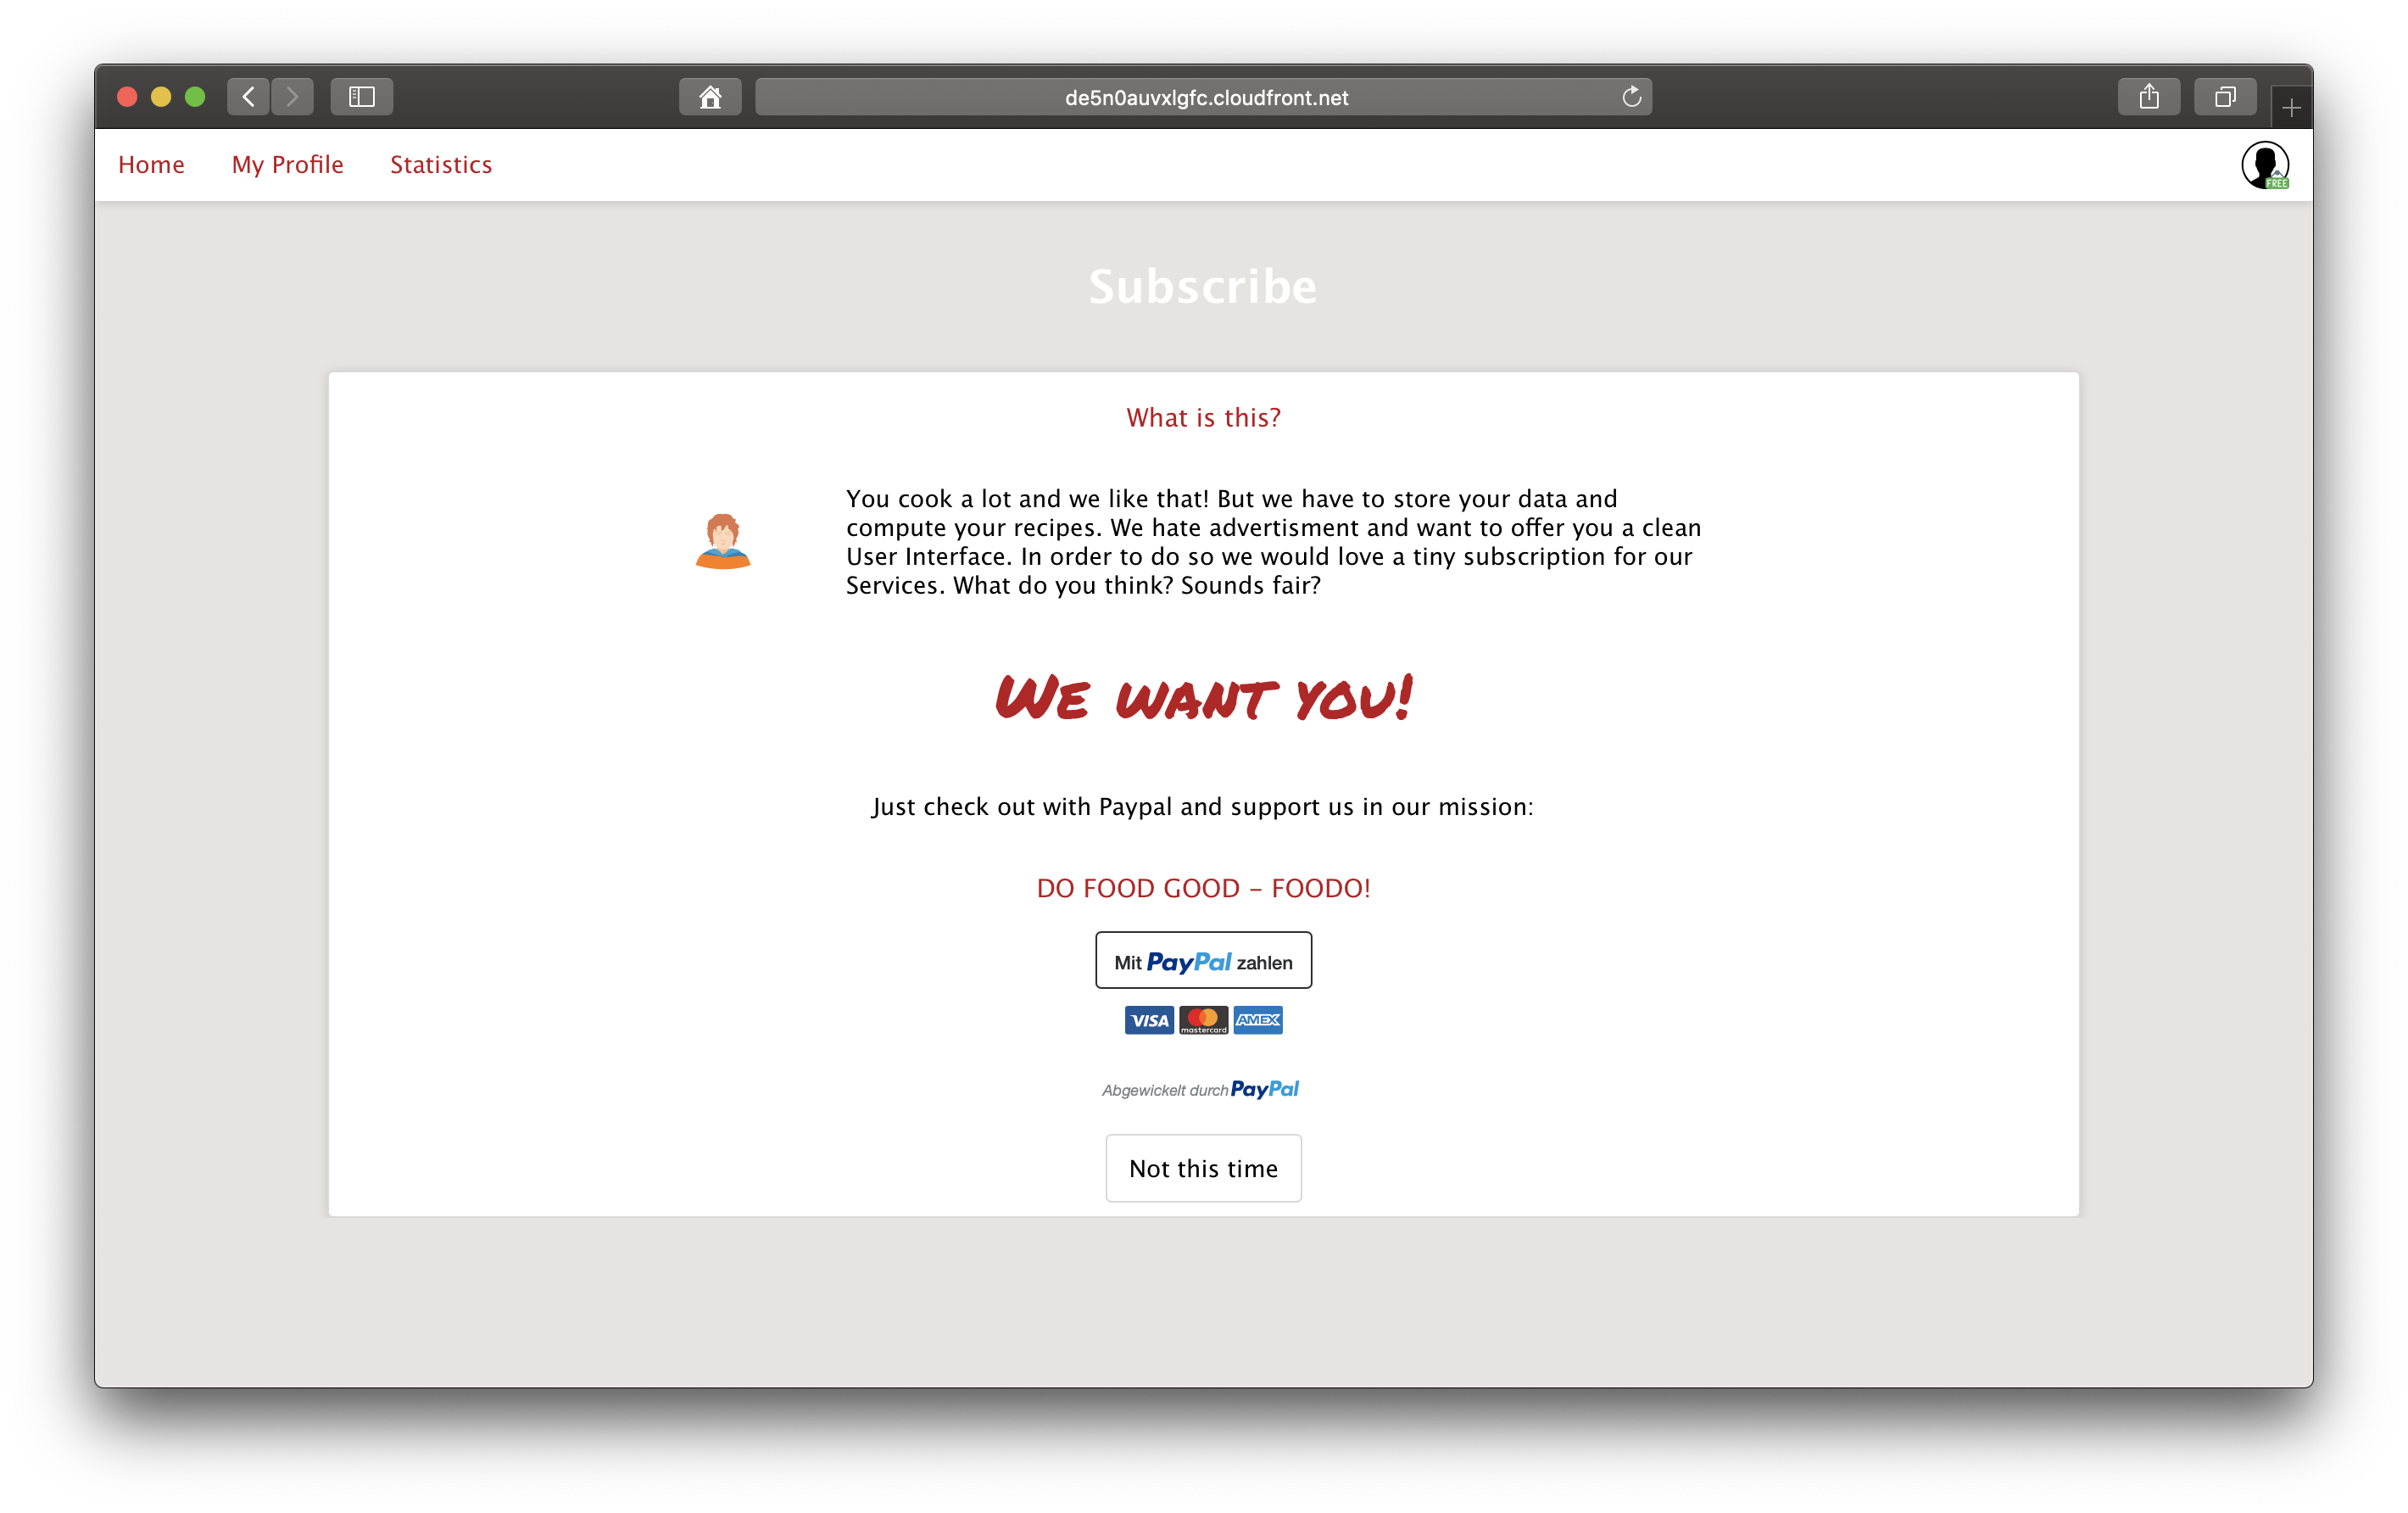 de5n0auvxlgfc.cloudfront.net
Home My Profile Statistics
FREE
Subscribe
What is this?
You cook a lot and we like that! But we have to store your data and
compute your recipes. We hate advertisment and want to offer you a clean
User Interface. In order to do so we would love a tiny subscription for our
Services. What do you think? Sounds fair?
WE WANT YOU!
Just check out with Paypal and support us in our mission:
DO FOOD GOOD – FOODO!
Mit PayPal zahlen
VISA mastercard AMEX
Abgewickelt durch PayPal
Not this time